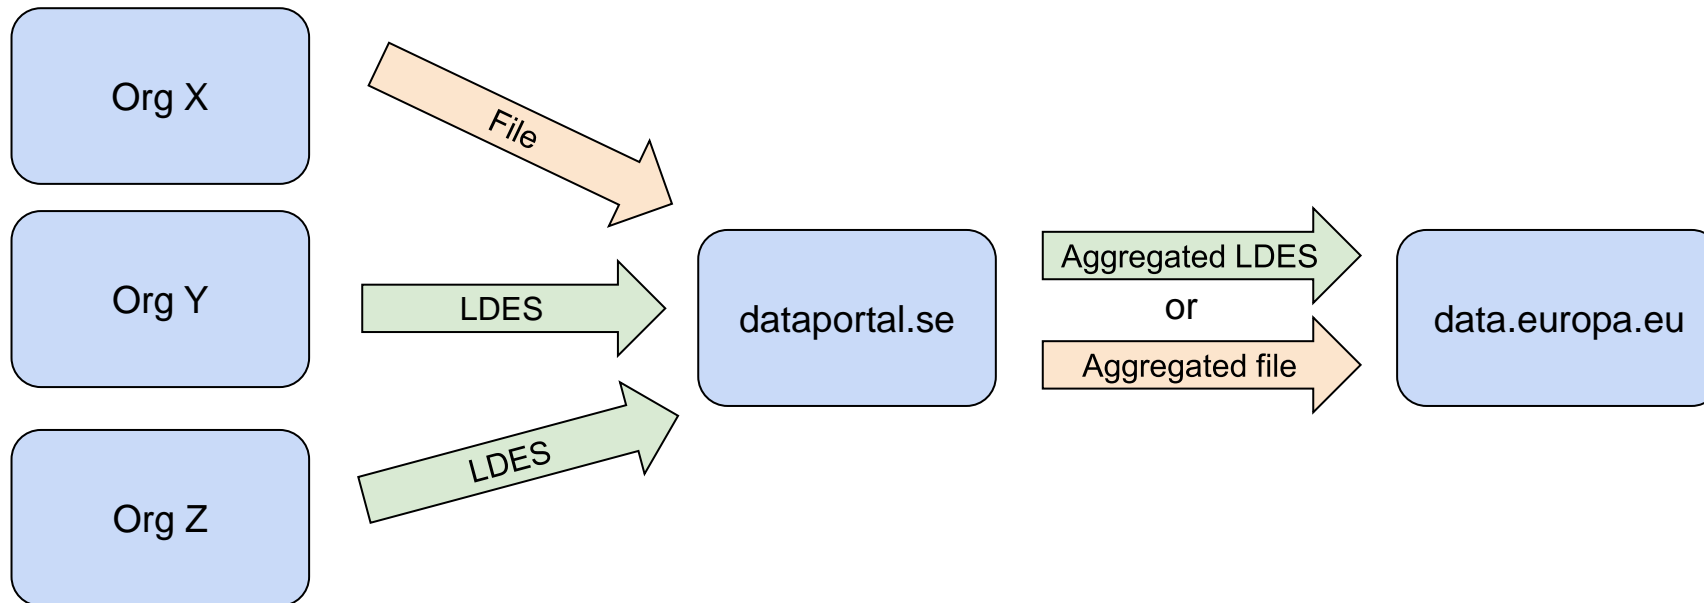 Org X
File
Org Y
LDES
Org Z
LDES
dataportal.se
Aggregated LDES
or
Aggregated file
data.europa.eu